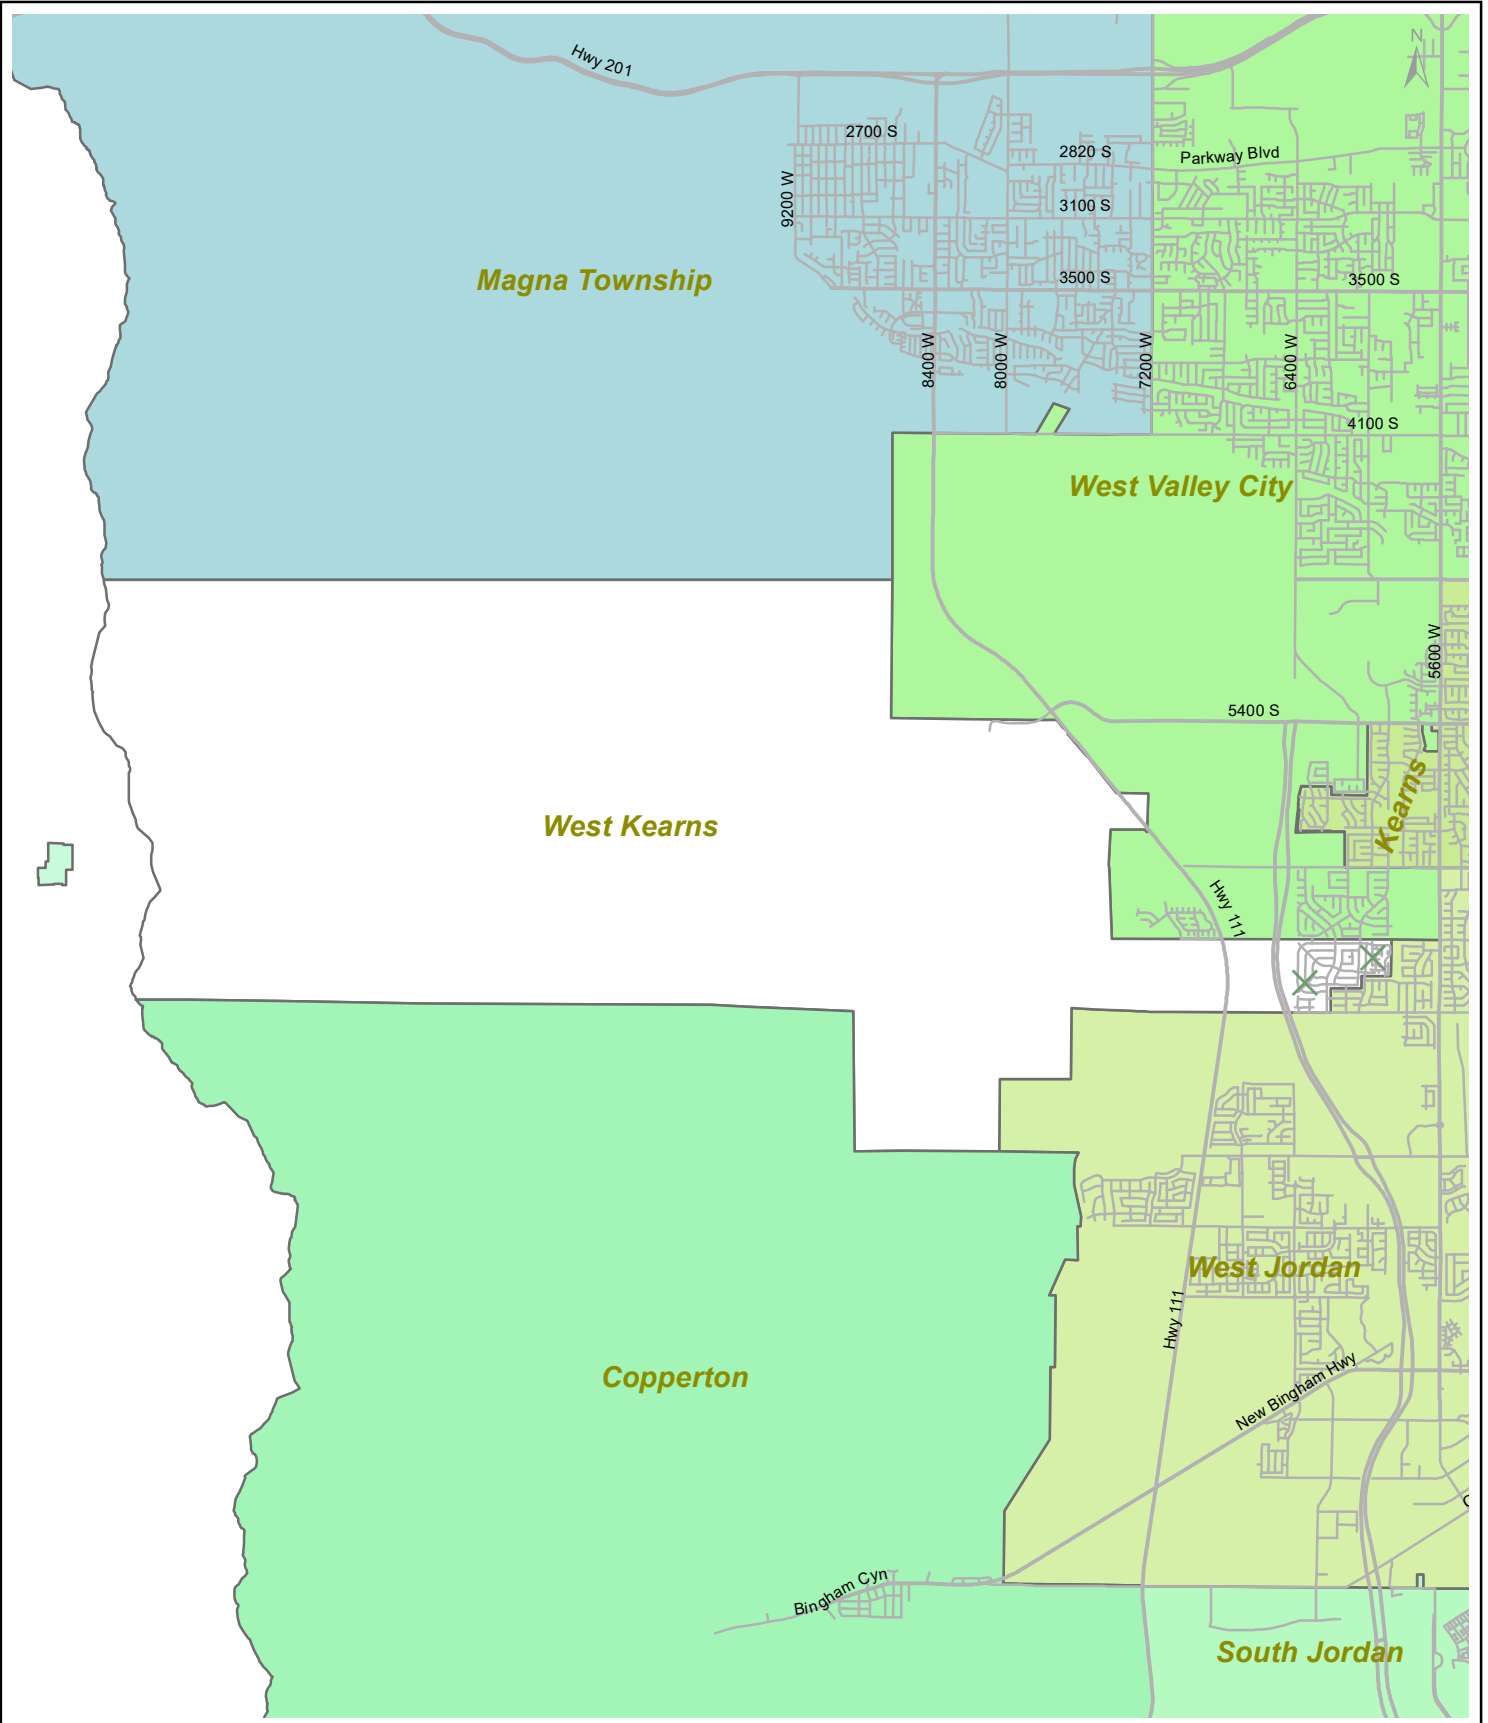 N
Hwy 201
2700 S
2820 S
Parkway Blvd
9200 W
3100 S
Magna Township
3500 S
3500 S
8400 W
8000 W
7200 W
6400 W
4100 S
West Valley City
5600 W
5400 S
Kearns
West Kearns
Hwy 111
West Jordan
Hwy 111
Copperton
New Bingham Hwy
Bingham Cyn
South Jordan